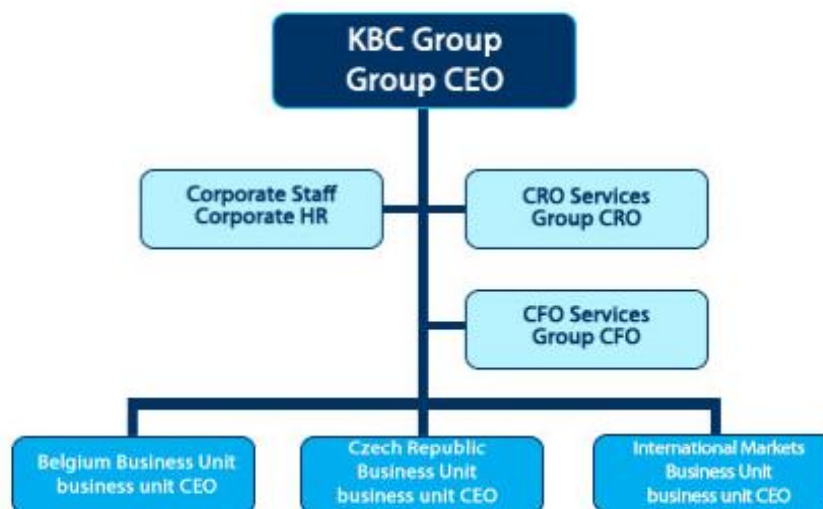 KBC Group
Group CEO
Corporate Staff
Corporate HR
CRO Services
Group CRO
CFO Services
Group CFO
Belgium Business Unit
business unit CEO
Czech Republic
Business Unit
business unit CEO
International Markets
Business Unit
business unit CEO